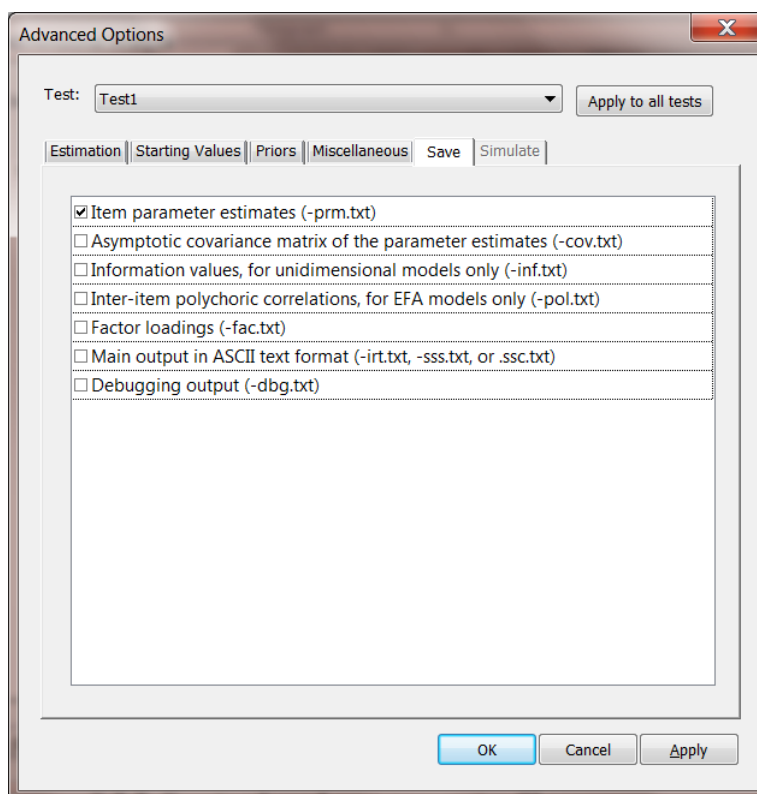 Advanced Options
Test: Test1 Apply to all tests
Estimation Starting Values Priors Miscellaneous Save Simulate
Item parameter estimates (-prm.txt)
Asymptotic covariance matrix of the parameter estimates (-cov.txt)
Information values, for unidimensional models only (-inf.txt)
Inter-item polychoric correlations, for EFA models only (-pol.txt)
Factor loadings (-fac.txt)
Main output in ASCII text format (-irt.txt, -sss.txt, or .ssc.txt)
Debugging output (-dbg.txt)
OK Cancel Apply